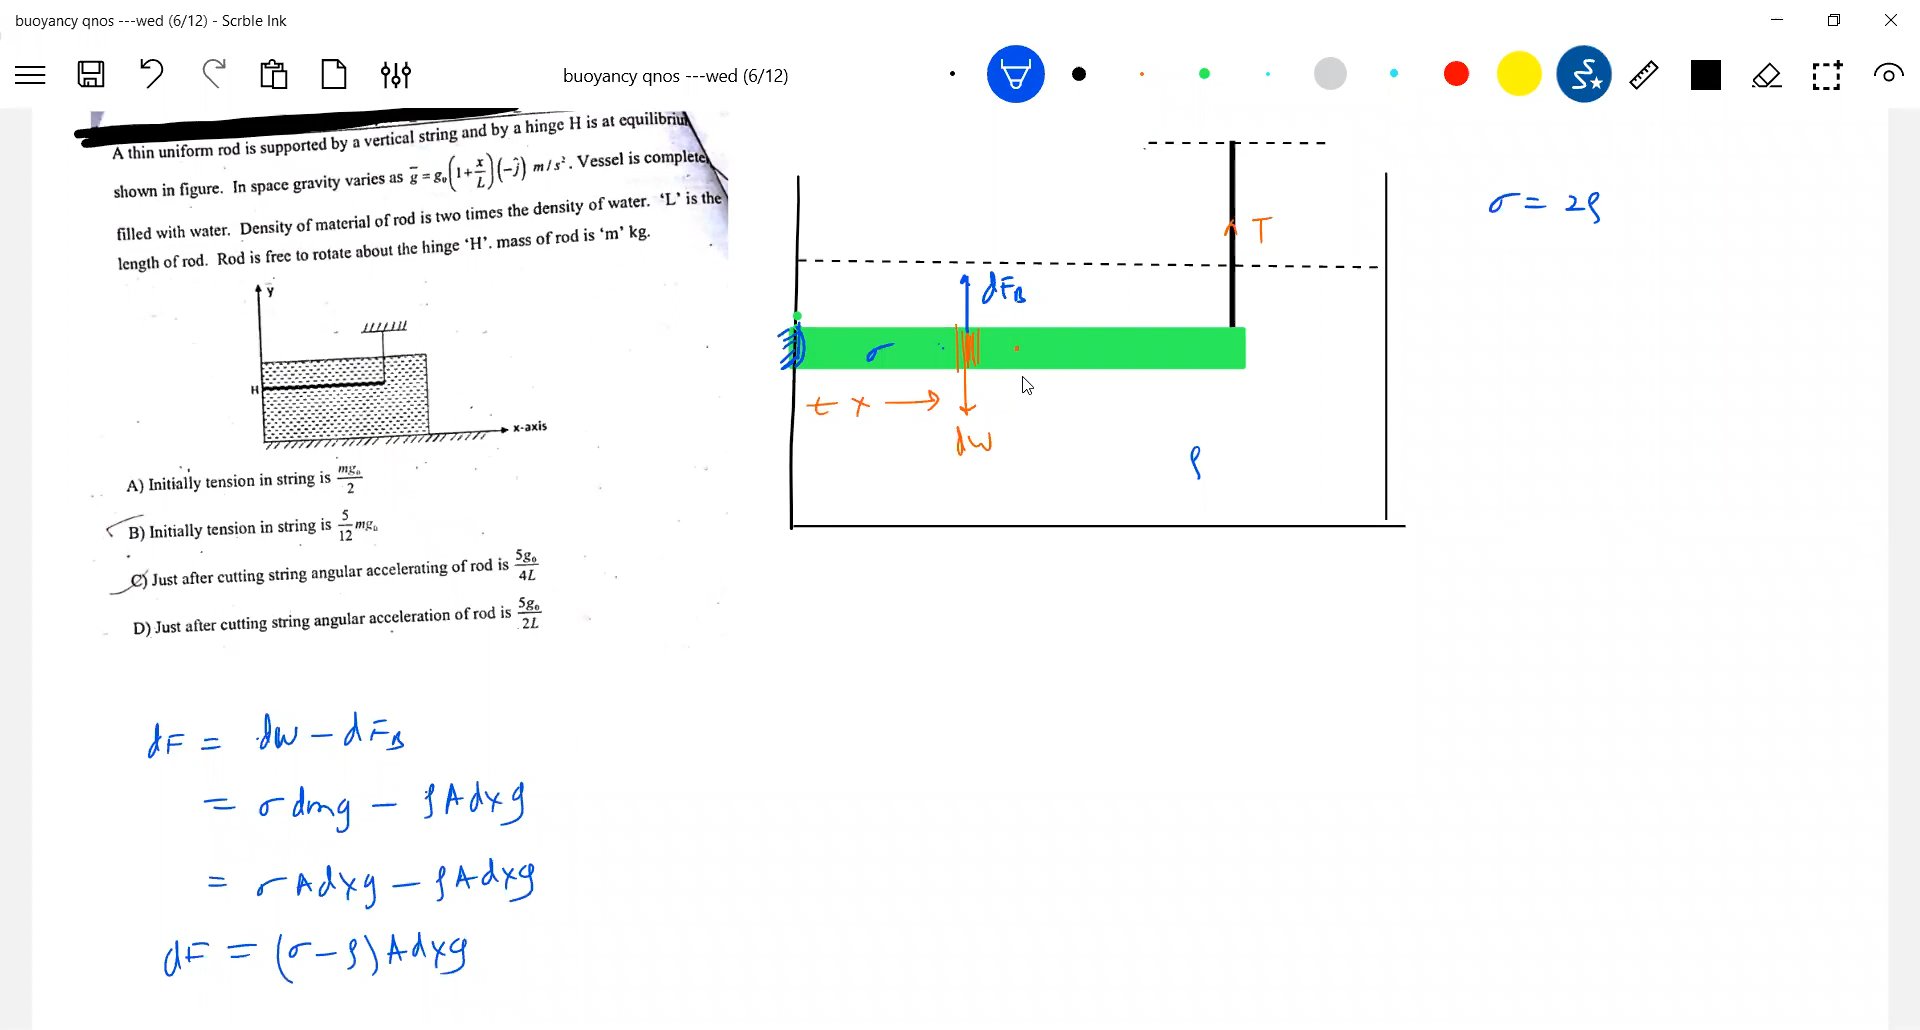 buoyancy qnos ---wed (6/12) - Scrble Ink
buoyancy qnos ---wed (6/12)
A thin uniform rod is supported by a vertical string and by a hinge H is at equilibriu
shown in figure. In space gravity varies as g̅ = g₀(1+x/L)(−ĵ) m/s². Vessel is complete
filled with water. Density of material of rod is two times the density of water. ‘L’ is the
length of rod. Rod is free to rotate about the hinge ‘H’. mass of rod is ‘m’ kg.
y
H
x-axis
A) Initially tension in string is mg₀/2
B) Initially tension in string is 5/12 mg₀
C) Just after cutting string angular accelerating of rod is 5g₀/4L
D) Just after cutting string angular acceleration of rod is 5g₀/2L
σ = 2ρ
T
dF_B
σ
x
dw
ρ
dF = dw − dF_B
= σ dmg − ρAdxg
= σAdxg − ρAdxg
dF = (σ−ρ)Adxg